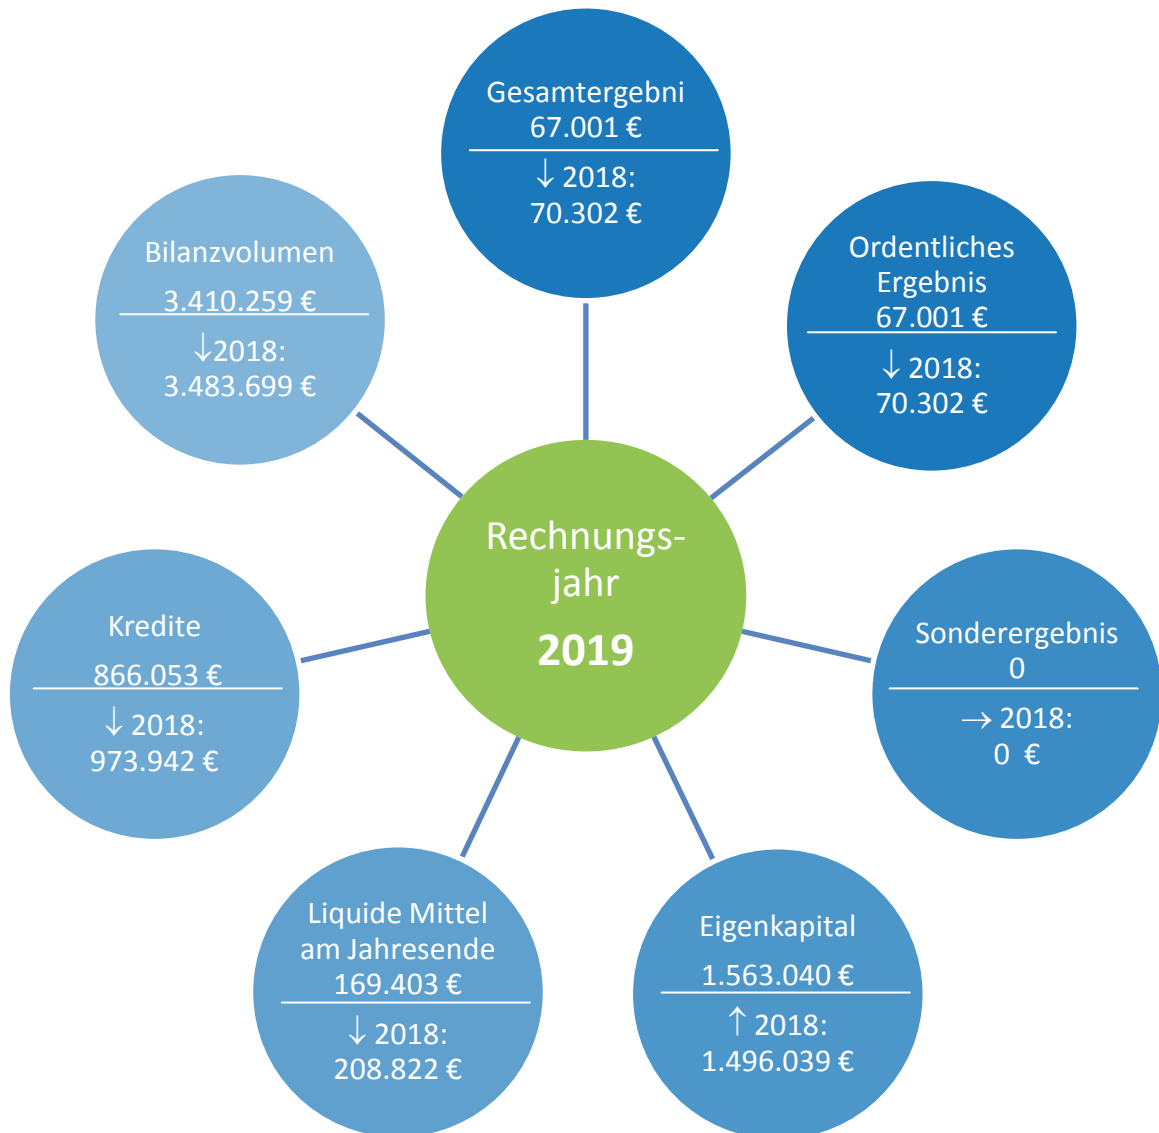 Gesamtergebni
67.001 €
↓ 2018:
70.302 €
Ordentliches
Ergebnis
67.001 €
↓ 2018:
70.302 €
Sonderergebnis
0
→ 2018:
0 €
Eigenkapital
1.563.040 €
↑ 2018:
1.496.039 €
Liquide Mittel
am Jahresende
169.403 €
↓ 2018:
208.822 €
Kredite
866.053 €
↓ 2018:
973.942 €
Bilanzvolumen
3.410.259 €
↓2018:
3.483.699 €
Rechnungs-
jahr
2019